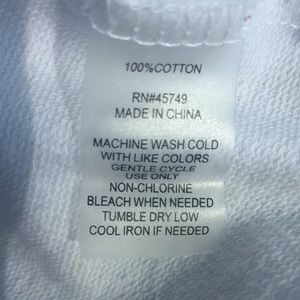 100%COTTON
RN#45749
MADE IN CHINA
MACHINE WASH COLD
WITH LIKE COLORS
GENTLE CYCLE
USE ONLY
NON-CHLORINE
BLEACH WHEN NEEDED
TUMBLE DRY LOW
COOL IRON IF NEEDED